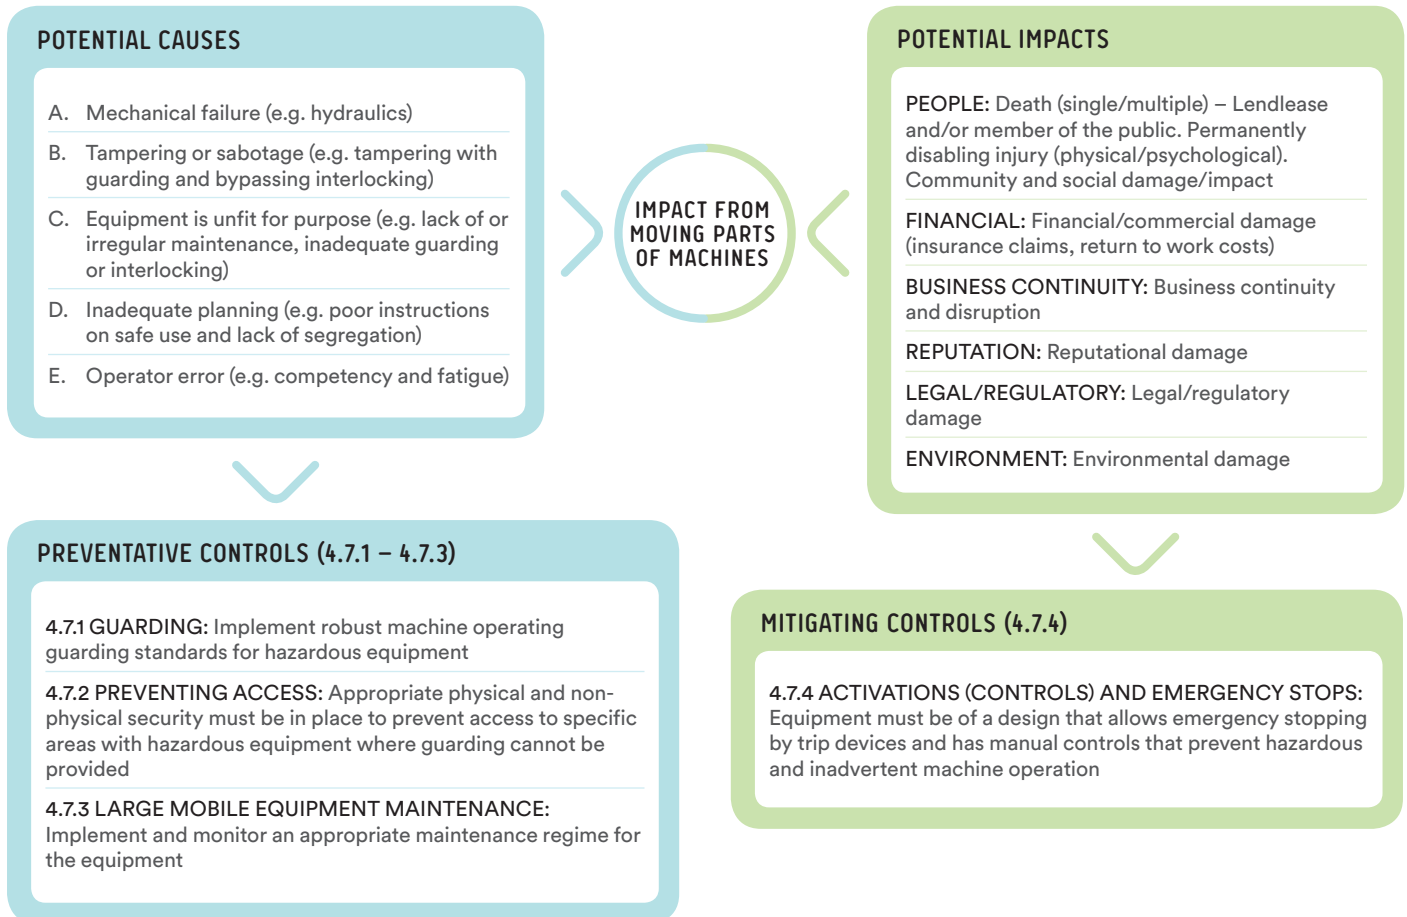 POTENTIAL CAUSES
A. Mechanical failure (e.g. hydraulics)
B. Tampering or sabotage (e.g. tampering with
guarding and bypassing interlocking)
C. Equipment is unfit for purpose (e.g. lack of or
irregular maintenance, inadequate guarding
or interlocking)
D. Inadequate planning (e.g. poor instructions
on safe use and lack of segregation)
E. Operator error (e.g. competency and fatigue)
IMPACT FROM
MOVING PARTS
OF MACHINES
POTENTIAL IMPACTS
PEOPLE: Death (single/multiple) – Lendlease
and/or member of the public. Permanently
disabling injury (physical/psychological).
Community and social damage/impact
FINANCIAL: Financial/commercial damage
(insurance claims, return to work costs)
BUSINESS CONTINUITY: Business continuity
and disruption
REPUTATION: Reputational damage
LEGAL/REGULATORY: Legal/regulatory
damage
ENVIRONMENT: Environmental damage
PREVENTATIVE CONTROLS (4.7.1 – 4.7.3)
4.7.1 GUARDING: Implement robust machine operating
guarding standards for hazardous equipment
4.7.2 PREVENTING ACCESS: Appropriate physical and non-
physical security must be in place to prevent access to specific
areas with hazardous equipment where guarding cannot be
provided
4.7.3 LARGE MOBILE EQUIPMENT MAINTENANCE:
Implement and monitor an appropriate maintenance regime for
the equipment
MITIGATING CONTROLS (4.7.4)
4.7.4 ACTIVATIONS (CONTROLS) AND EMERGENCY STOPS:
Equipment must be of a design that allows emergency stopping
by trip devices and has manual controls that prevent hazardous
and inadvertent machine operation